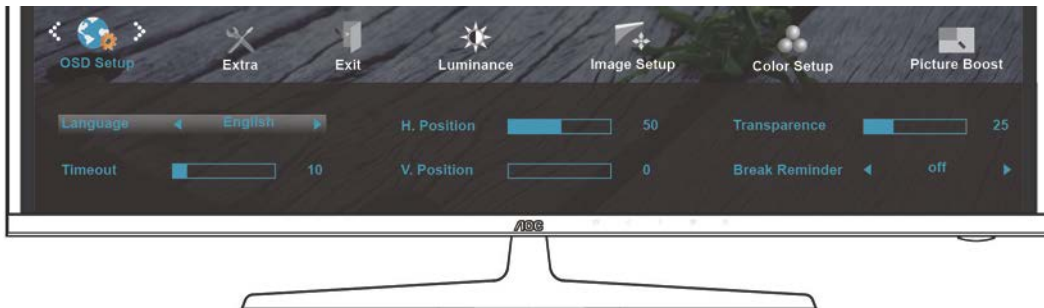 OSD Setup Extra Exit Luminance Image Setup Color Setup Picture Boost
Language English H. Position 50 Transparence 25
Timeout 10 V. Position 0 Break Reminder off
AOC